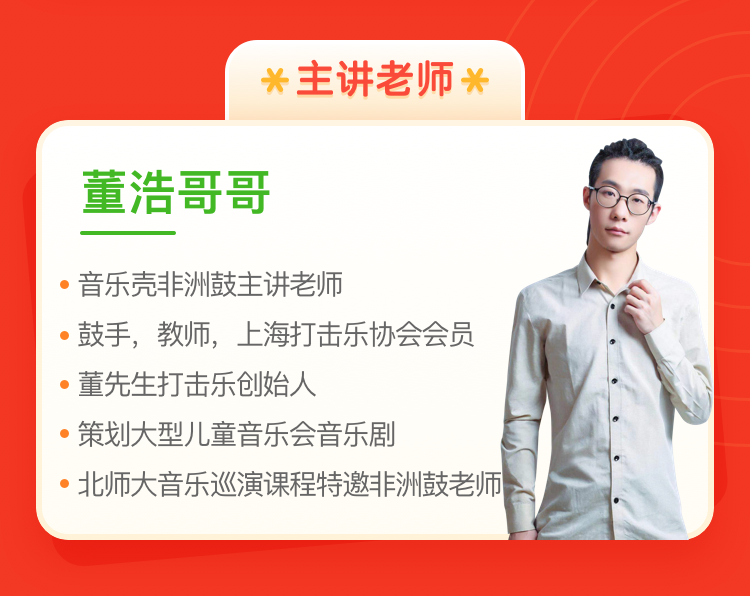 主讲老师
董浩哥哥
音乐壳非洲鼓主讲老师
鼓手，教师，上海打击乐协会会员
董先生打击乐创始人
策划大型儿童音乐会音乐剧
北师大音乐巡演课程特邀非洲鼓老师